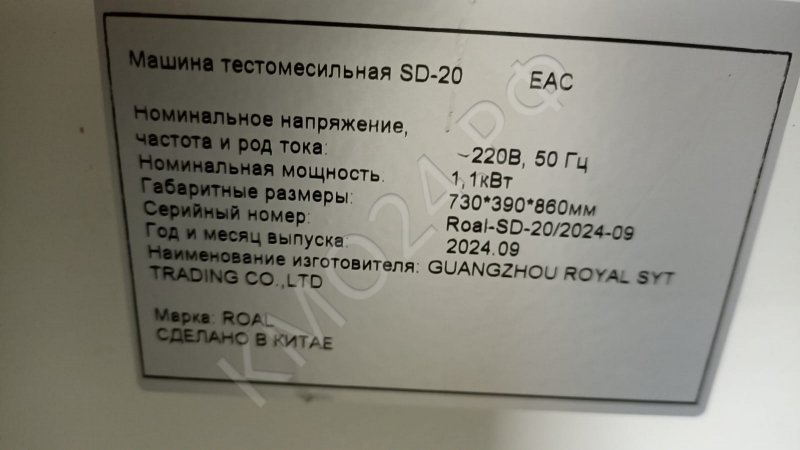 Машина тестомесильная SD-20 EAC
Номинальное напряжение,
частота и род тока: ~220В, 50 Гц
Номинальная мощность. 1,1кВт
Габаритные размеры: 730*390*860мм
Серийный номер: Roal-SD-20/2024-09
Год и месяц выпуска: 2024.09
Наименование изготовителя: GUANGZHOU ROYAL SYT
TRADING CO.,LTD
Марка: ROAL
СДЕЛАНО В КИТАЕ
КМО24.РФ